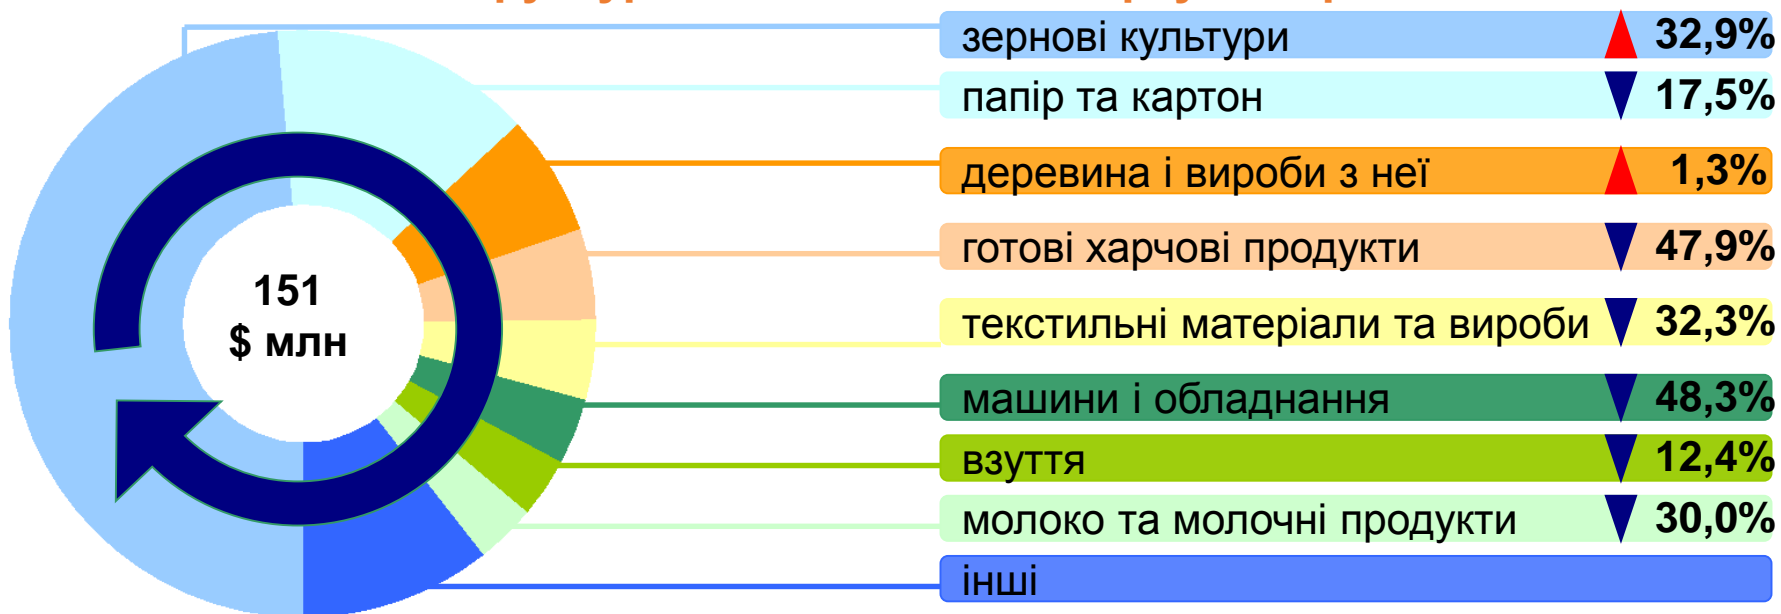 зернові культури 32,9%
папір та картон 17,5%
деревина і вироби з неї 1,3%
готові харчові продукти 47,9%
текстильні матеріали та вироби 32,3%
машини і обладнання 48,3%
взуття 12,4%
молоко та молочні продукти 30,0%
інші
151
$ млн